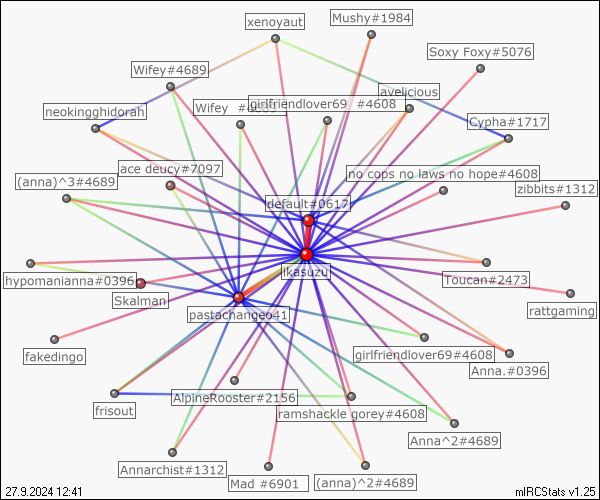 xenoyaut
Mushy#1984
Soxy Foxy#5076
Wifey#4689
avelicious
neokingghidorah
Wifey
girlfriendlover69 #4608
Cypha#1717
ace deucy#7097
no cops no laws no hope#4608
(anna)^3#4689
zibbits#1312
default#0617
ikasuzu
hypomanianna#0396
Toucan#2473
Skalman
rattgaming
pastachangeo41
fakedingo
girlfriendlover69#4608
Anna.#0396
AlpineRooster#2156
frisout
ramshackle gorey#4608
Anna^2#4689
Annarchist#1312
Mad #6901
(anna)^2#4689
27.9.2024 12:41
mIRCStats v1.25